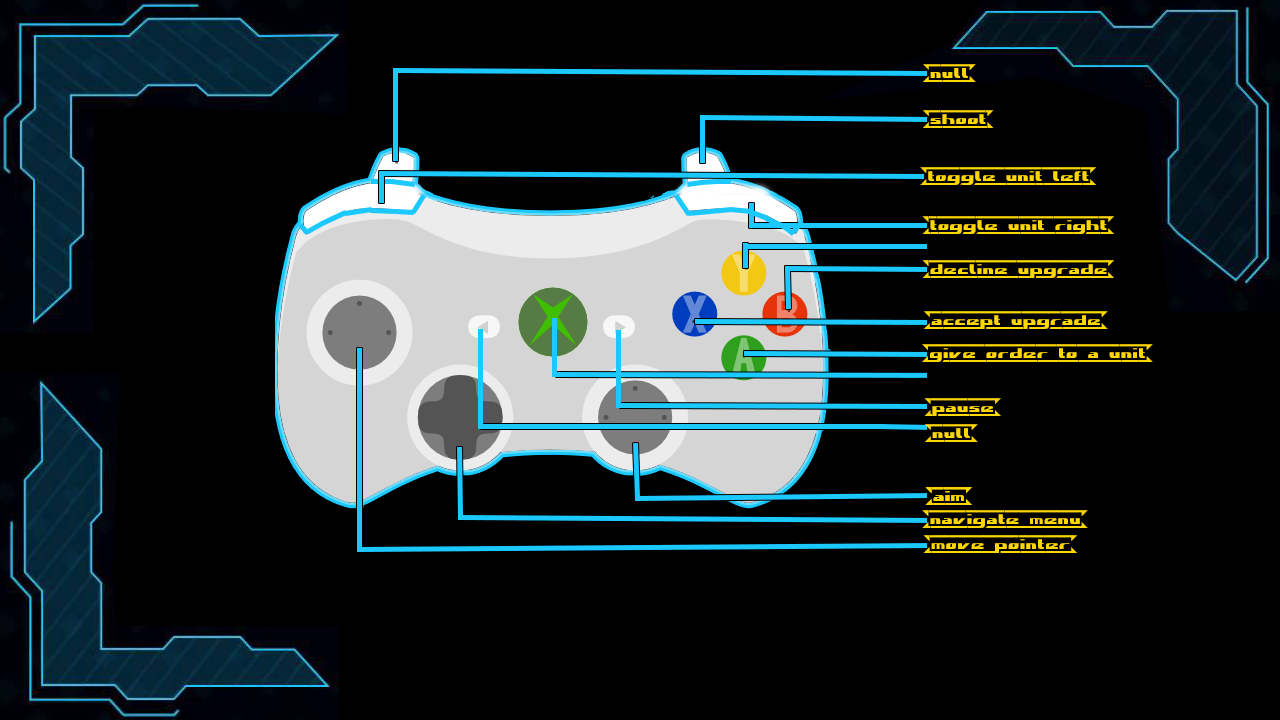 null
shoot
toggle unit left
toggle unit right
Y
decline upgrade
X
B
accept upgrade
A
give order to a unit
pause
null
aim
navigate menu
move pointer